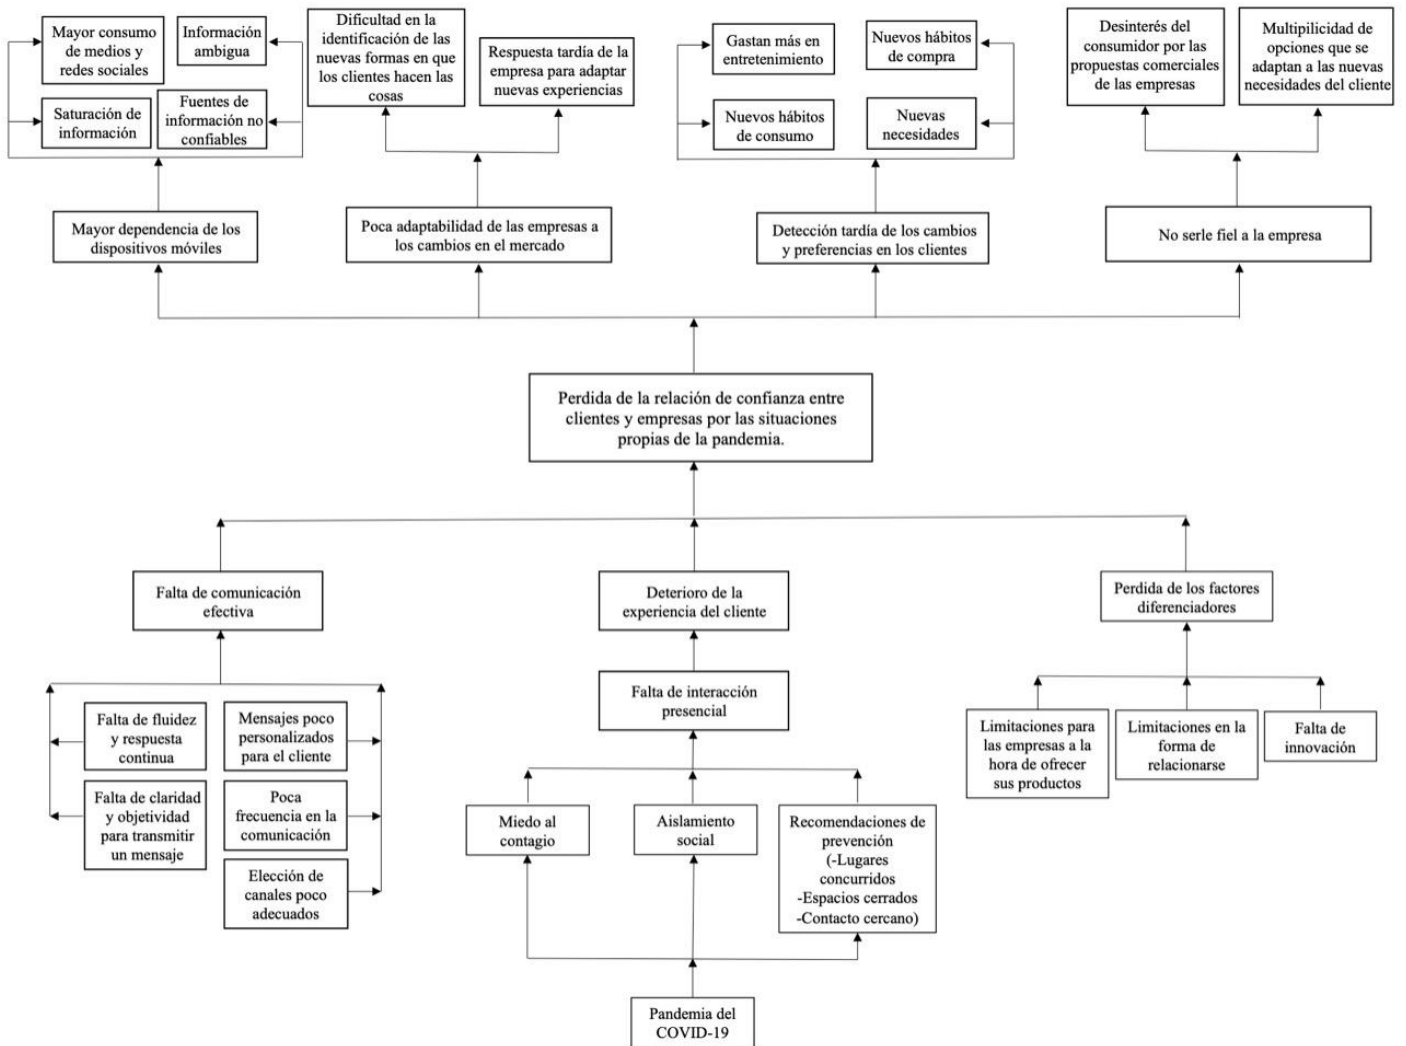 Mayor consumo
de medios y
redes sociales
Información
ambigua
Saturación de
información
Fuentes de
información no
confiables
Dificultad en la
identificación de las
nuevas formas en que
los clientes hacen las
cosas
Respuesta tardía de la
empresa para adaptar
nuevas experiencias
Gastan más en
entretenimiento
Nuevos hábitos
de compra
Nuevos hábitos
de consumo
Nuevas
necesidades
Desinterés del
consumidor por las
propuestas comerciales
de las empresas
Multipilicidad de
opciones que se
adaptan a las nuevas
necesidades del cliente
Mayor dependencia de los
dispositivos móviles
Poca adaptabilidad de las empresas a
los cambios en el mercado
Detección tardía de los cambios
y preferencias en los clientes
No serle fiel a la empresa
Perdida de la relación de confianza entre
clientes y empresas por las situaciones
propias de la pandemia.
Falta de comunicación
efectiva
Deterioro de la
experiencia del cliente
Perdida de los factores
diferenciadores
Falta de fluidez
y respuesta
continua
Mensajes poco
personalizados
para el cliente
Falta de claridad
y objetividad
para transmitir
un mensaje
Poca
frecuencia en la
comunicación
Elección de
canales poco
adecuados
Falta de interacción
presencial
Miedo al
contagio
Aislamiento
social
Recomendaciones de
prevención
(-Lugares
concurridos
-Espacios cerrados
-Contacto cercano)
Limitaciones para
las empresas a la
hora de ofrecer
sus productos
Limitaciones en la
forma de
relacionarse
Falta de
innovación
Pandemia del
COVID-19